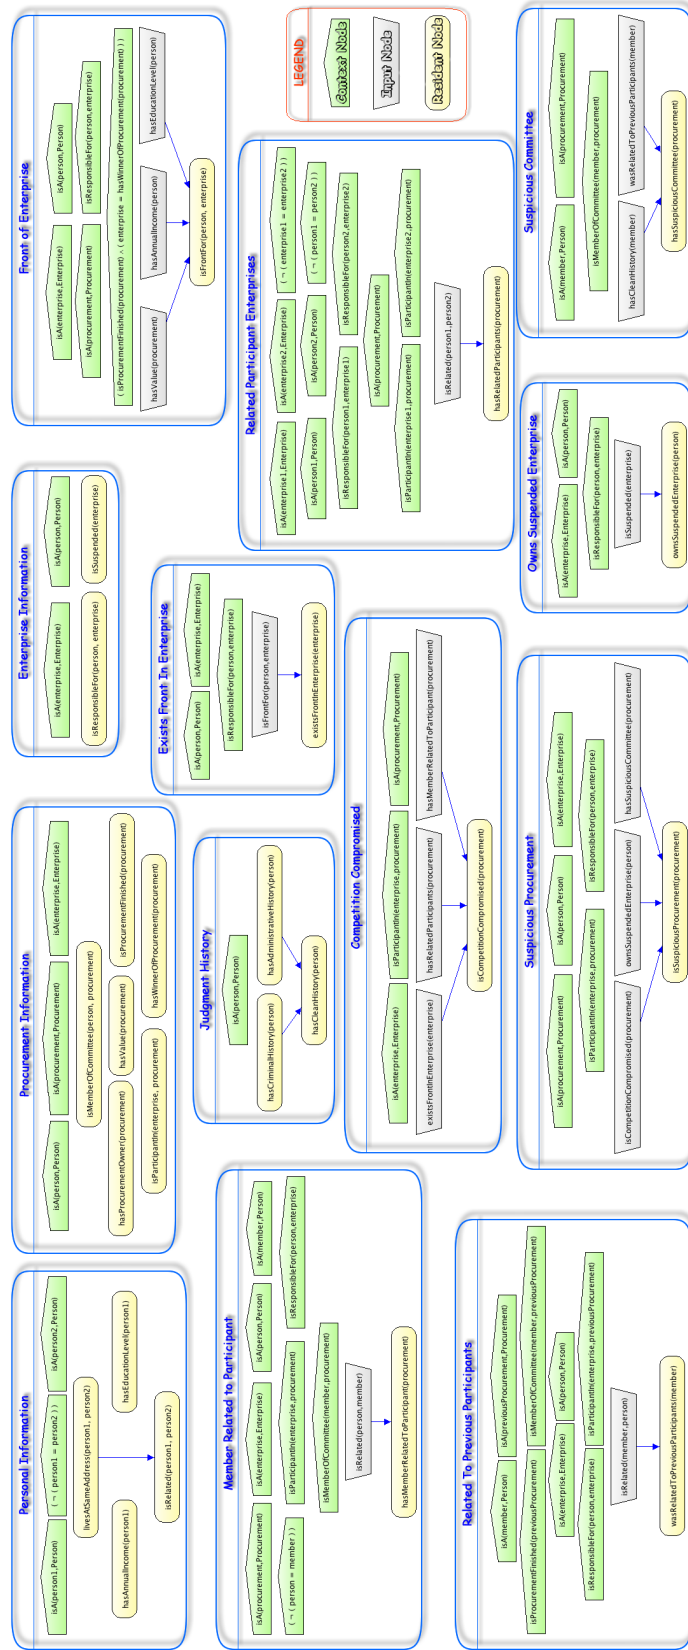 Personal Information
isA(person1,Person)
( ¬ ( person1 = person2 ) )
isA(person2,Person)
livesAtSameAddress(person1, person2)
hasAnnualIncome(person1)
hasEducationLevel(person1)
isRelated(person1, person2)
Procurement Information
isA(person,Person)
isA(procurement,Procurement)
isA(enterprise,Enterprise)
isMemberOfCommittee(person, procurement)
hasProcurementOwner(procurement)
hasValue(procurement)
isProcurementFinished(procurement)
isParticipantIn(enterprise, procurement)
hasWinnerOfProcurement(procurement)
Enterprise Information
isA(enterprise,Enterprise)
isA(person,Person)
isResponsibleFor(person, enterprise)
isSuspended(enterprise)
Front of Enterprise
isA(enterprise,Enterprise)
isA(person,Person)
isA(procurement,Procurement)
isResponsibleFor(person,enterprise)
( isProcurementFinished(procurement) ∧ ( enterprise = hasWinnerOfProcurement(procurement) ) )
hasValue(procurement)
hasAnnualIncome(person)
hasEducationLevel(person)
isFrontFor(person, enterprise)
Member Related to Participant
isA(procurement,Procurement)
isA(enterprise,Enterprise)
isA(person,Person)
isA(member,Person)
( ¬ ( person = member ) )
isParticipantIn(enterprise,procurement)
isResponsibleFor(person,enterprise)
isMemberOfCommittee(member,procurement)
isRelated(person,member)
hasMemberRelatedToParticipant(procurement)
Judgment History
isA(person,Person)
hasCriminalHistory(person)
hasAdministrativeHistory(person)
hasCleanHistory(person)
Exists Front In Enterprise
isA(person,Person)
isA(enterprise,Enterprise)
isResponsibleFor(person,enterprise)
isFrontFor(person,enterprise)
existsFrontInEnterprise(enterprise)
Related Participant Enterprises
isA(enterprise1,Enterprise)
isA(enterprise2,Enterprise)
( ¬ ( enterprise1 = enterprise2 ) )
isA(person1,Person)
isA(person2,Person)
( ¬ ( person1 = person2 ) )
isResponsibleFor(person1,enterprise1)
isResponsibleFor(person2,enterprise2)
isA(procurement,Procurement)
isParticipantIn(enterprise1,procurement)
isParticipantIn(enterprise2,procurement)
isRelated(person1,person2)
hasRelatedParticipants(procurement)
LEGEND
Context Node
Input Node
Resident Node
Competition Compromised
isA(enterprise,Enterprise)
isParticipantIn(enterprise,procurement)
isA(procurement,Procurement)
existsFrontInEnterprise(enterprise)
hasRelatedParticipants(procurement)
hasMemberRelatedToParticipant(procurement)
isCompetitionCompromised(procurement)
Related To Previous Participants
isA(member,Person)
isA(previousProcurement,Procurement)
isProcurementFinished(previousProcurement)
isMemberOfCommittee(member,previousProcurement)
isA(enterprise,Enterprise)
isA(person,Person)
isResponsibleFor(person,enterprise)
isParticipantIn(enterprise,previousProcurement)
isRelated(member,person)
wasRelatedToPreviousParticipants(member)
Suspicious Procurement
isA(procurement,Procurement)
isA(person,Person)
isA(enterprise,Enterprise)
isParticipantIn(enterprise,procurement)
isResponsibleFor(person,enterprise)
isCompetitionCompromised(procurement)
ownsSuspendedEnterprise(person)
hasSuspiciousCommittee(procurement)
isSuspiciousProcurement(procurement)
Owns Suspended Enterprise
isA(enterprise,Enterprise)
isA(person,Person)
isResponsibleFor(person,enterprise)
isSuspended(enterprise)
ownsSuspendedEnterprise(person)
Suspicious Committee
isA(member,Person)
isA(procurement,Procurement)
isMemberOfCommittee(member,procurement)
hasCleanHistory(member)
wasRelatedToPreviousParticipants(member)
hasSuspiciousCommittee(procurement)